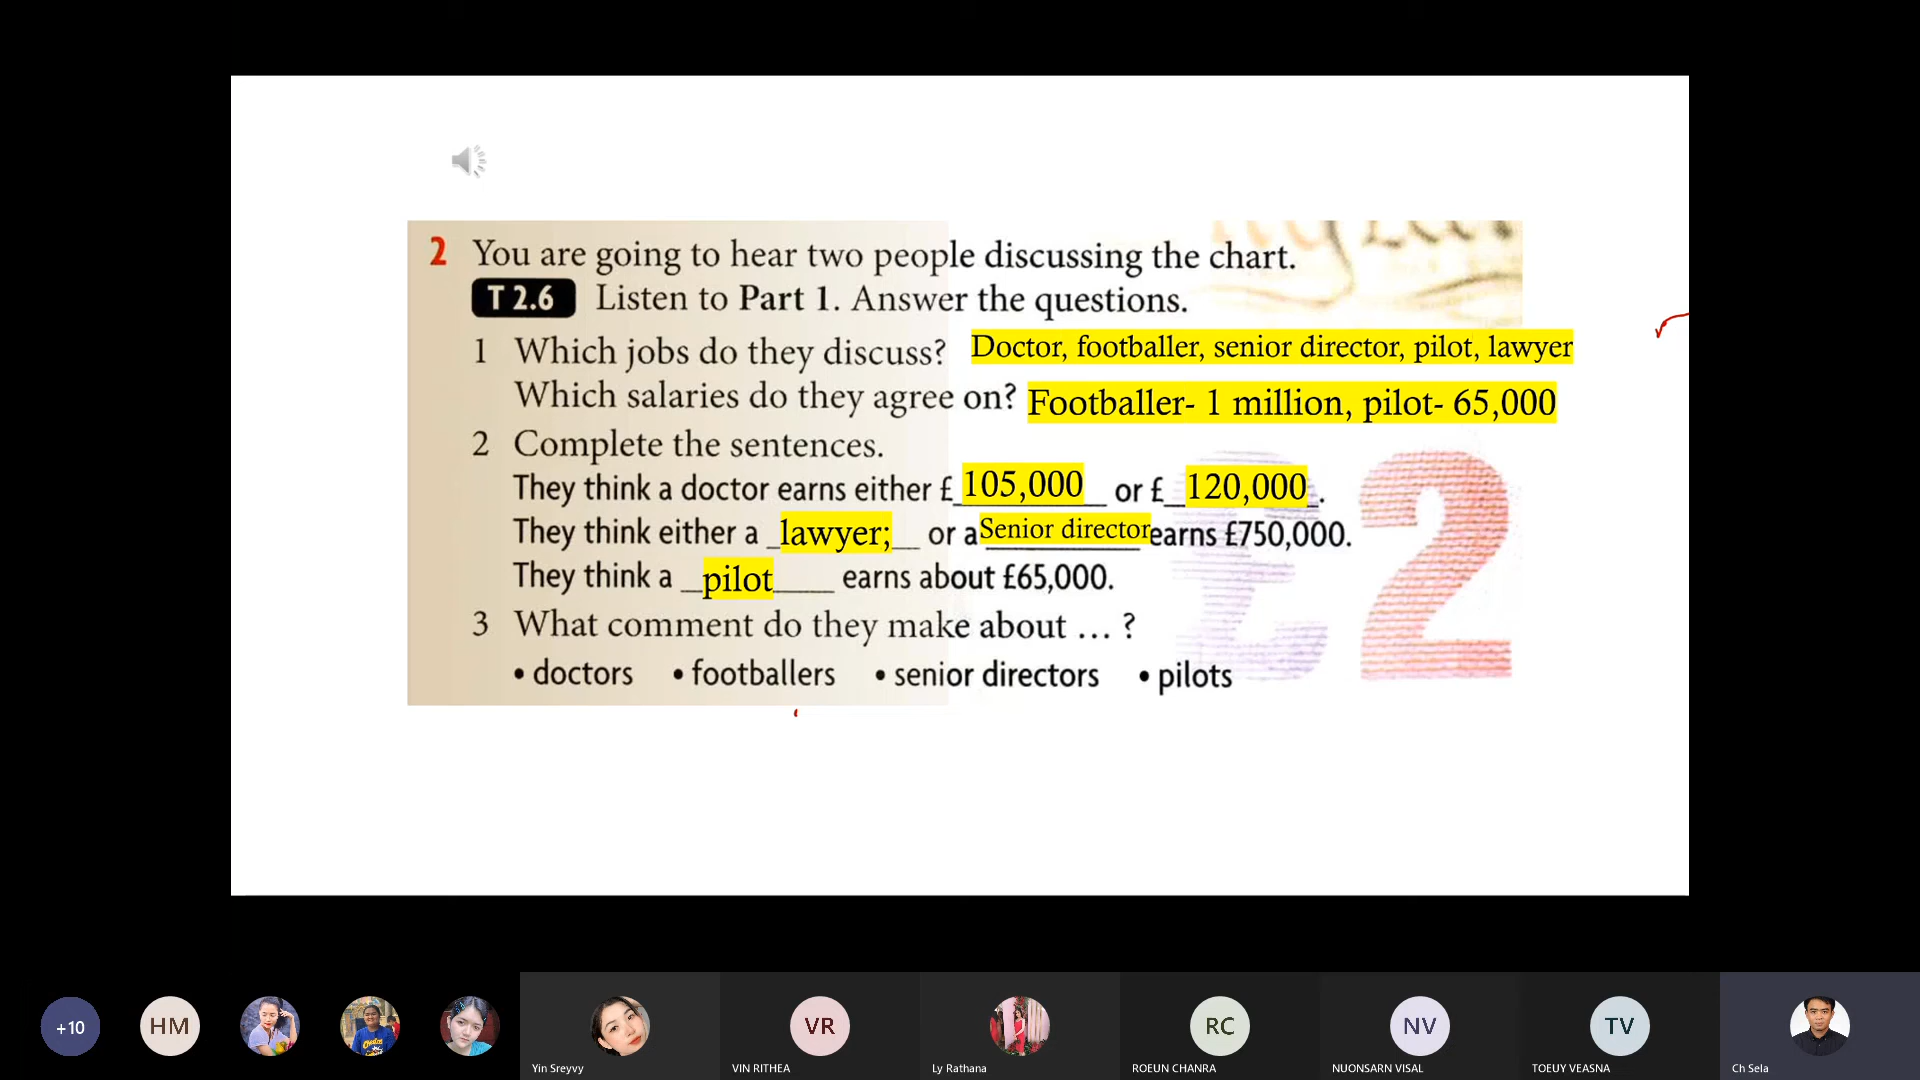 2 You are going to hear two people discussing the chart.
T 2.6 Listen to Part 1. Answer the questions.
1 Which jobs do they discuss? Doctor, footballer, senior director, pilot, lawyer
Which salaries do they agree on? Footballer- 1 million, pilot- 65,000
2 Complete the sentences.
They think a doctor earns either £ 105,000 or £ 120,000.
They think either a _lawyer;__ or a Senior director earns £750,000.
They think a __pilot____ earns about £65,000.
3 What comment do they make about … ?
• doctors • footballers • senior directors • pilots
£2
+10 HM VR RC NV TV
Yin Sreyvy VIN RITHEA Ly Rathana ROEUN CHANRA NUONSARN VISAL TOEUY VEASNA Ch Sela